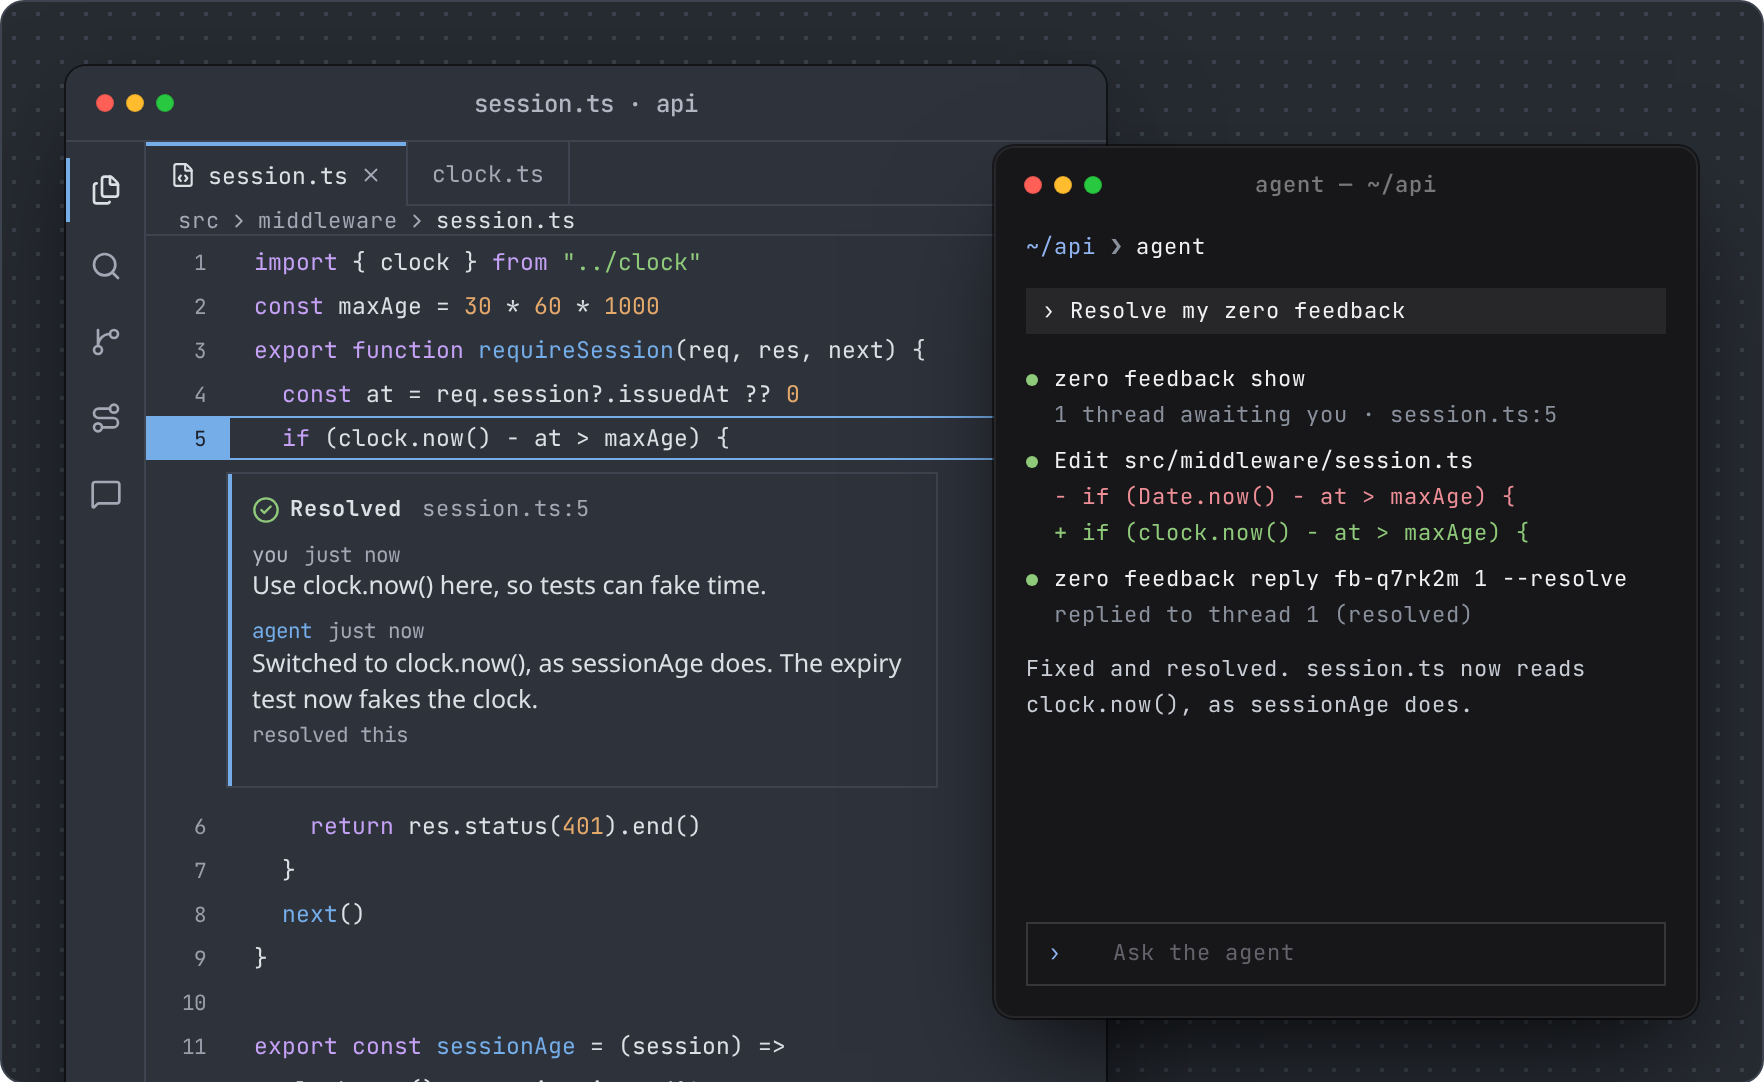 session.ts · api
session.ts
clock.ts
src > middleware > session.ts
1 import { clock } from "../clock"
2 const maxAge = 30 * 60 * 1000
3 export function requireSession(req, res, next) {
4 const at = req.session?.issuedAt ?? 0
5 if (clock.now() - at > maxAge) {
Resolved session.ts:5
you just now
Use clock.now() here, so tests can fake time.
agent just now
Switched to clock.now(), as sessionAge does. The expiry
test now fakes the clock.
resolved this
6 return res.status(401).end()
7 }
8 next()
9 }
10
11 export const sessionAge = (session) =>
agent — ~/api
~/api ❯ agent
› Resolve my zero feedback
zero feedback show
1 thread awaiting you · session.ts:5
Edit src/middleware/session.ts
- if (Date.now() - at > maxAge) {
+ if (clock.now() - at > maxAge) {
zero feedback reply fb-q7rk2m 1 --resolve
replied to thread 1 (resolved)
Fixed and resolved. session.ts now reads
clock.now(), as sessionAge does.
› Ask the agent